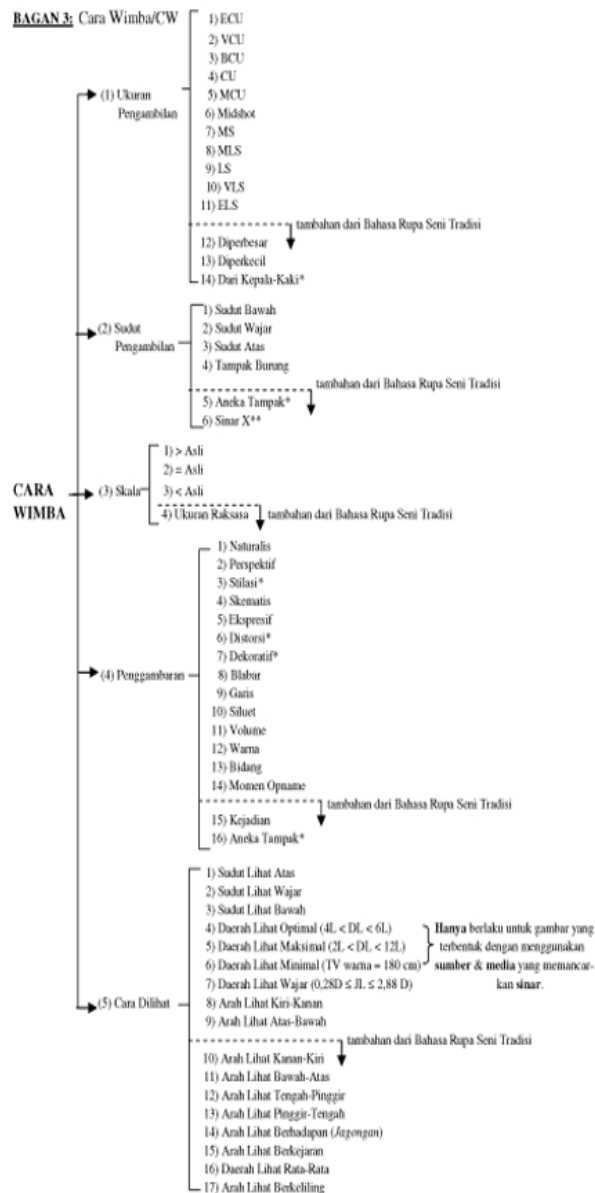 BAGAN 3: Cara Wimba/CW
CARA WIMBA
(1) Ukuran Pengambilan
1) ECU
2) VCU
3) BCU
4) CU
5) MCU
6) Midshot
7) MS
8) MLS
9) LS
10) VLS
11) ELS
tambahan dari Bahasa Rupa Seni Tradisi
12) Diperbesar
13) Diperkecil
14) Dari Kepala-Kaki*
(2) Sudut Pengambilan
1) Sudut Bawah
2) Sudut Wajar
3) Sudut Atas
4) Tampak Burung
tambahan dari Bahasa Rupa Seni Tradisi
5) Aneka Tampak*
6) Sinar X**
(3) Skala
1) > Asli
2) = Asli
3) < Asli
4) Ukuran Raksasa
tambahan dari Bahasa Rupa Seni Tradisi
(4) Penggambaran
1) Naturalis
2) Perspektif
3) Stilasi*
4) Skematis
5) Ekspresif
6) Distorsi*
7) Dekoratif*
8) Blabar
9) Garis
10) Siluet
11) Volume
12) Warna
13) Bidang
14) Momen Opname
tambahan dari Bahasa Rupa Seni Tradisi
15) Kejadian
16) Aneka Tampak*
(5) Cara Dilihat
1) Sudut Lihat Atas
2) Sudut Lihat Wajar
3) Sudut Lihat Bawah
4) Daerah Lihat Optimal (4L < DL < 6L)
5) Daerah Lihat Maksimal (2L < DL < 12L)
6) Daerah Lihat Minimal (TV warna = 180 cm)
Hanya berlaku untuk gambar yang
terbentuk dengan menggunakan
sumber & media yang memancar-
kan sinar.
7) Daerah Lihat Wajar (0,28D ≤ JL ≤ 2,88 D)
8) Arah Lihat Kiri-Kanan
9) Arah Lihat Atas-Bawah
tambahan dari Bahasa Rupa Seni Tradisi
10) Arah Lihat Kanan-Kiri
11) Arah Lihat Bawah-Atas
12) Arah Lihat Tengah-Pinggir
13) Arah Lihat Pinggir-Tengah
14) Arah Lihat Berhadapan (Jagongan)
15) Arah Lihat Berkejaran
16) Daerah Lihat Rata-Rata
17) Arah Lihat Berkeliling